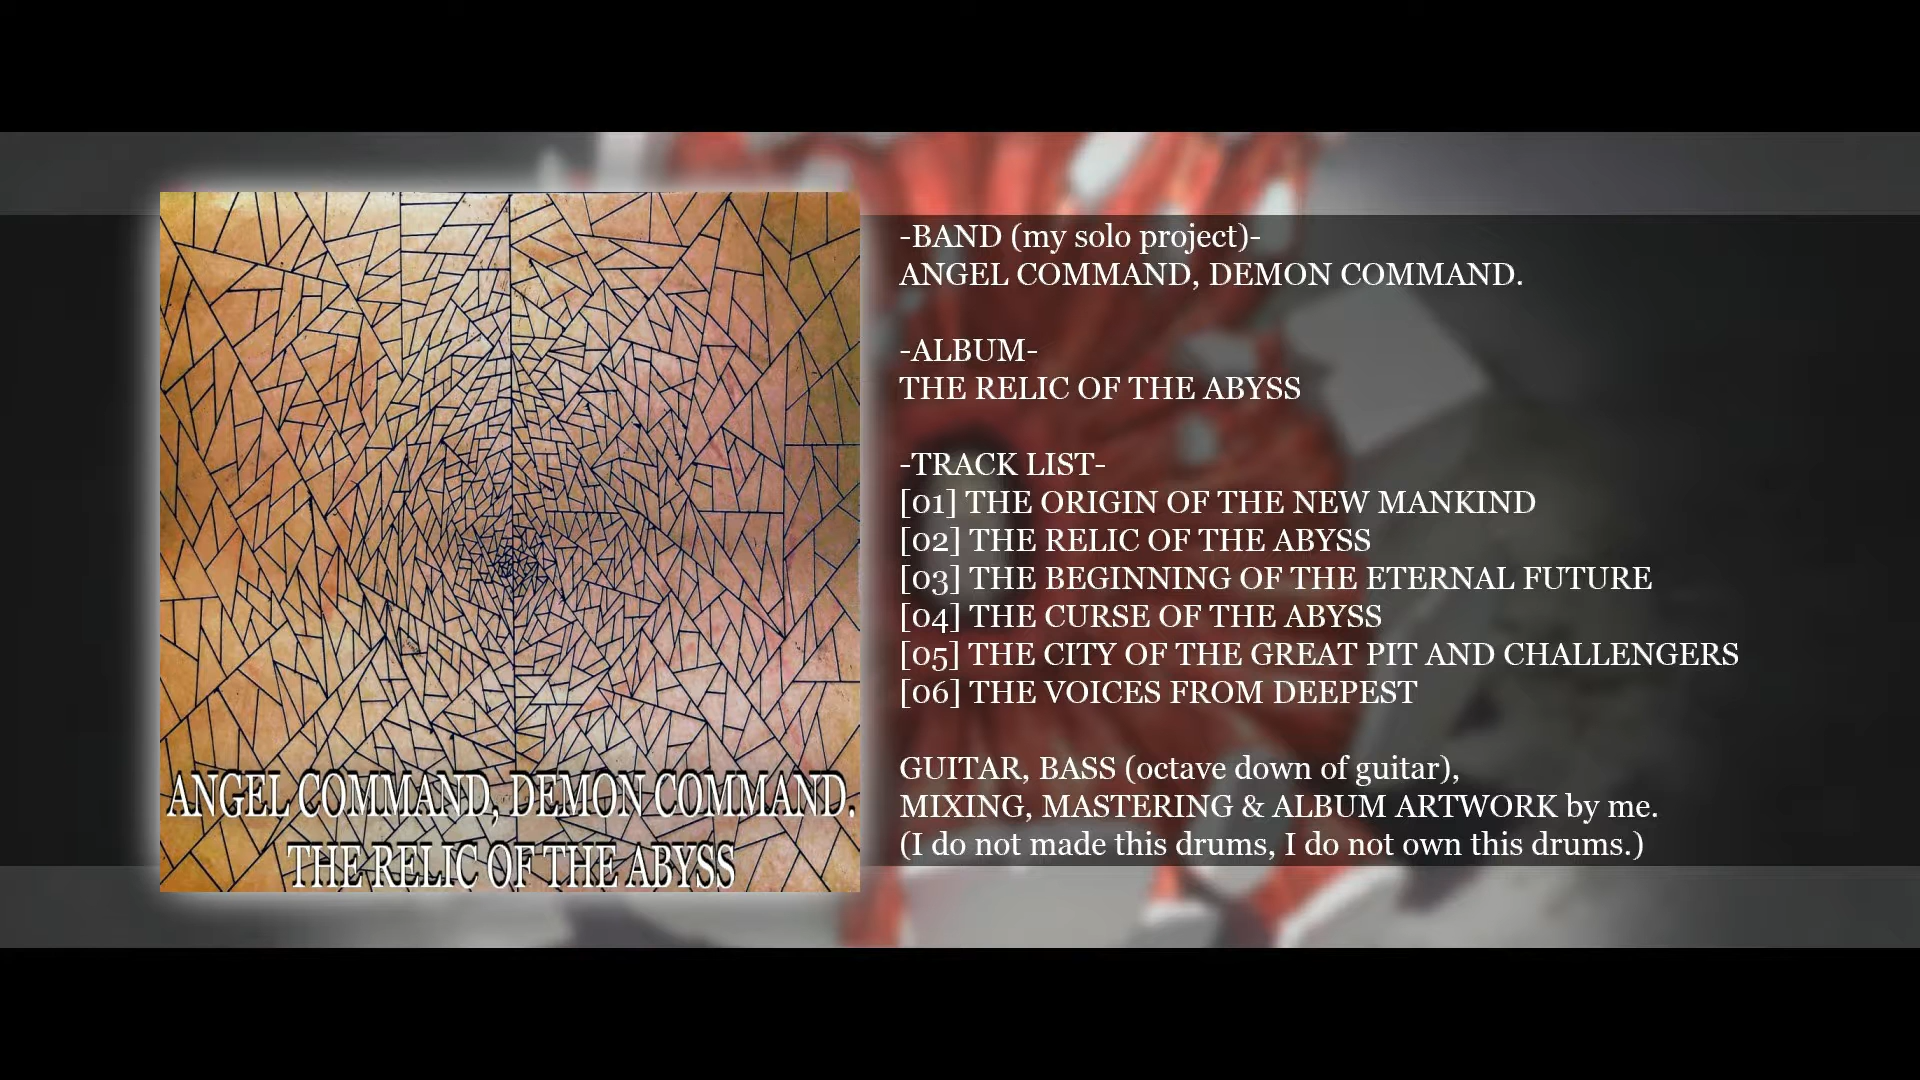 -BAND (my solo project)-
ANGEL COMMAND, DEMON COMMAND.
-ALBUM-
THE RELIC OF THE ABYSS
-TRACK LIST-
[01] THE ORIGIN OF THE NEW MANKIND
[02] THE RELIC OF THE ABYSS
[03] THE BEGINNING OF THE ETERNAL FUTURE
[04] THE CURSE OF THE ABYSS
[05] THE CITY OF THE GREAT PIT AND CHALLENGERS
[06] THE VOICES FROM DEEPEST
GUITAR, BASS (octave down of guitar),
MIXING, MASTERING & ALBUM ARTWORK by me.
(I do not made this drums, I do not own this drums.)
ANGEL COMMAND, DEMON COMMAND.
THE RELIC OF THE ABYSS